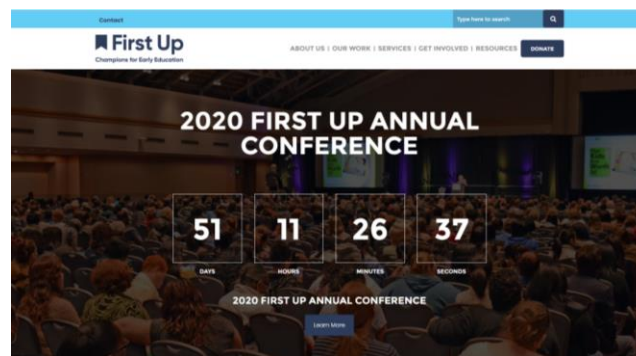 Contact
Type here to search
First Up
Champions for Early Education
ABOUT US | OUR WORK | SERVICES | GET INVOLVED | RESOURCES
DONATE
2020 FIRST UP ANNUAL
CONFERENCE
51 11 26 37
DAYS HOURS MINUTES SECONDS
2020 FIRST UP ANNUAL CONFERENCE
Learn More